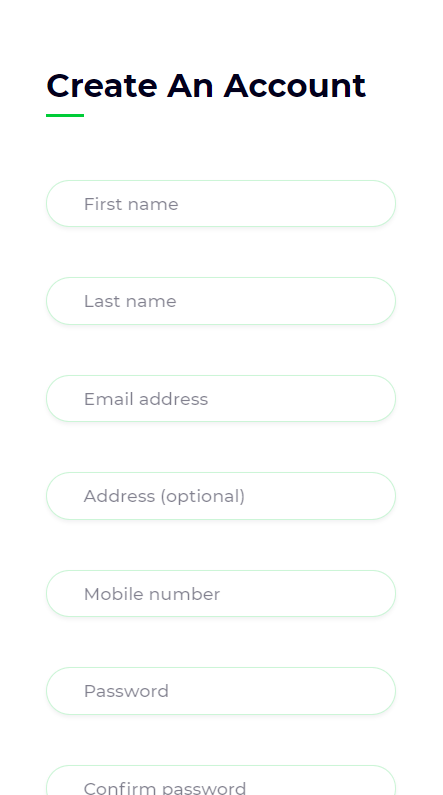 Create An Account
First name
Last name
Email address
Address (optional)
Mobile number
Password
Confirm password